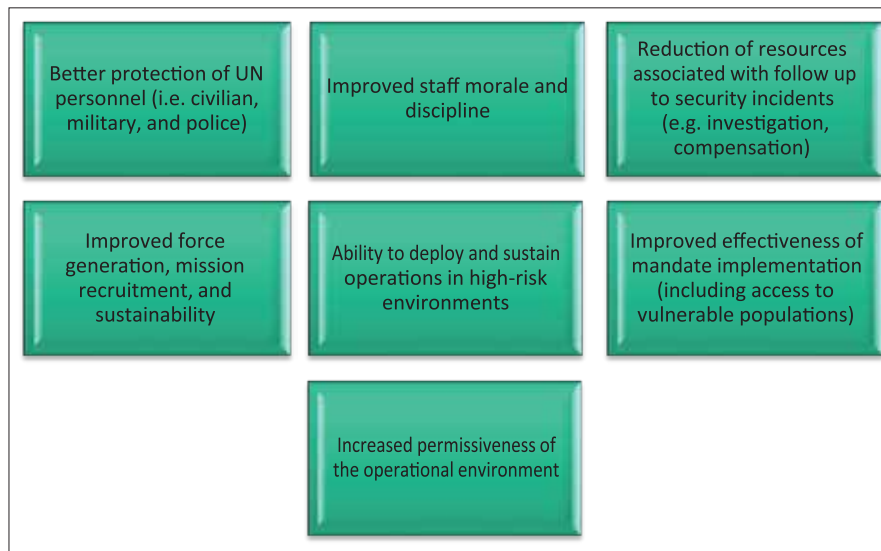 Better protection of UN
personnel (i.e. civilian,
military, and police)
Improved staff morale and
discipline
Reduction of resources
associated with follow up
to security incidents
(e.g. investigation,
compensation)
Improved force
generation, mission
recruitment, and
sustainability
Ability to deploy and sustain
operations in high-risk
environments
Improved effectiveness of
mandate implementation
(including access to
vulnerable populations)
Increased permissiveness of
the operational environment